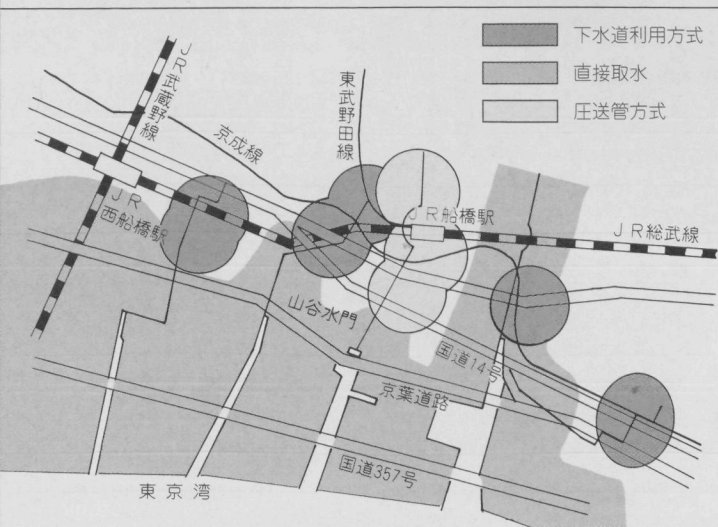 下水道利用方式
直接取水
圧送管方式
JR武蔵野線
京成線
東武野田線
JR
西船橋駅
JR船橋駅
JR総武線
山谷水門
国道14号
京葉道路
国道357号
東京湾